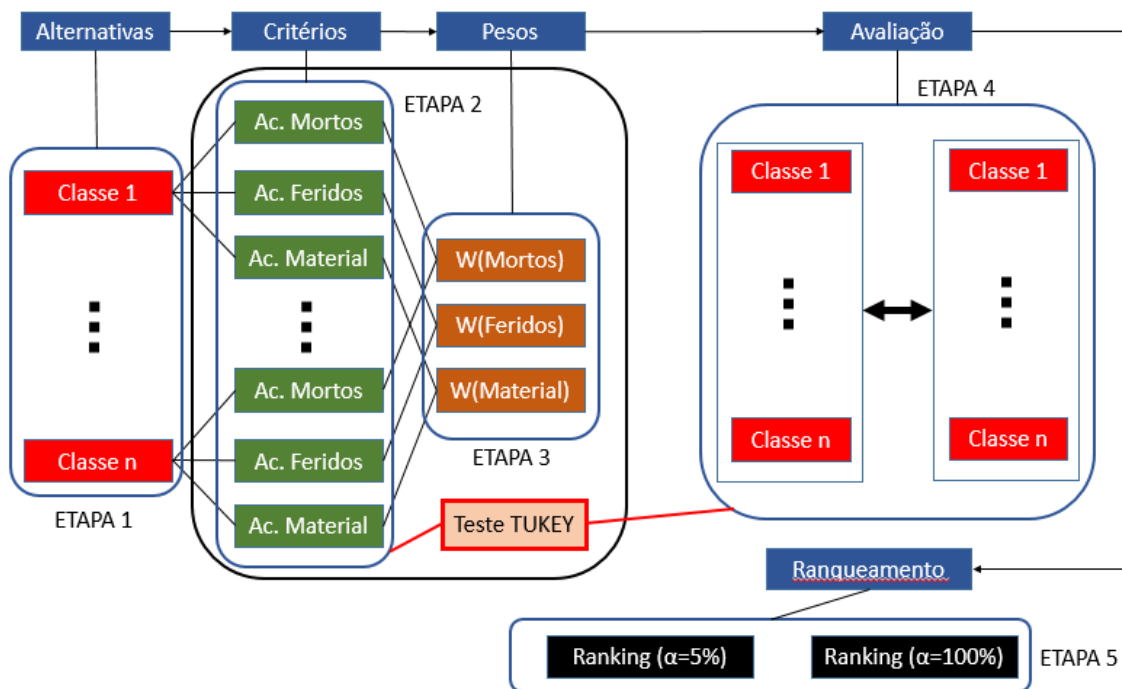 Alternativas
Critérios
Pesos
Avaliação
ETAPA 2
ETAPA 4
Ac. Mortos
Classe 1
Ac. Feridos
Classe 1
Classe 1
Ac. Material
W(Mortos)
W(Feridos)
Ac. Mortos
W(Material)
Classe n
Ac. Feridos
ETAPA 3
Classe n
Classe n
ETAPA 1
Ac. Material
Teste TUKEY
Ranqueamento
Ranking (α=5%)
Ranking (α=100%)
ETAPA 5